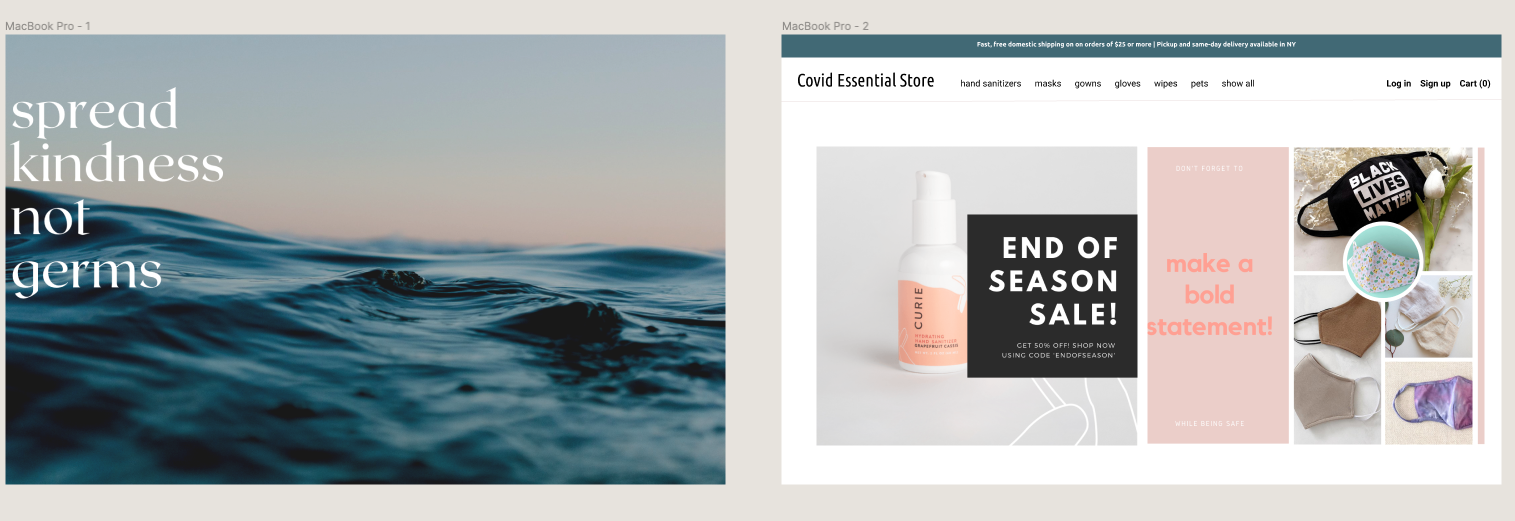 MacBook Pro - 1
spread
kindness
not
germs
MacBook Pro - 2
Fast, free domestic shipping on on orders of $25 or more | Pickup and same-day delivery available in NY
Covid Essential Store
hand sanitizers masks gowns gloves wipes pets show all
Log in Sign up Cart (0)
CURIE
HYDRATING
HAND SANITIZER
GRAPEFRUIT CASSIS
END OF
SEASON
SALE!
GET 50% OFF! SHOP NOW
USING CODE 'ENDOFSEASON'
DON'T FORGET TO
make a
bold
statement!
WHILE BEING SAFE
BLACK
LIVES
MATTER